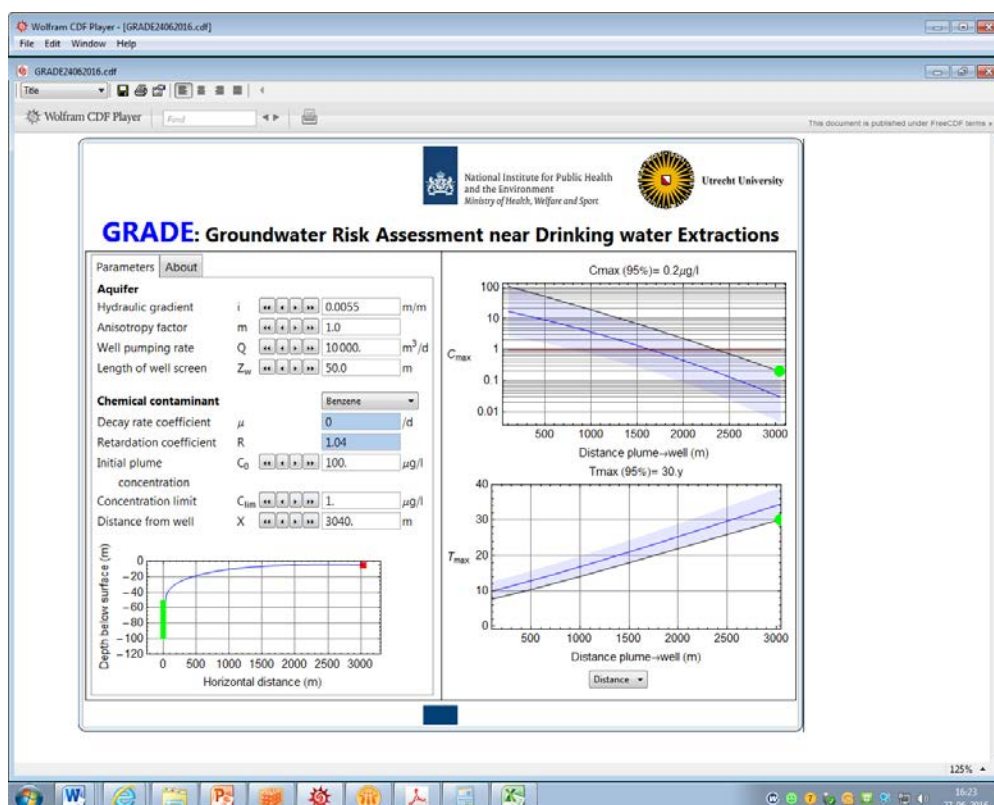 Wolfram CDF Player - [GRADE24062016.cdf]
File Edit Window Help
GRADE24062016.cdf
Title
Wolfram CDF Player
Find
This document is published under FreeCDF terms »
National Institute for Public Health
and the Environment
Ministry of Health, Welfare and Sport
Utrecht University
GRADE: Groundwater Risk Assessment near Drinking water Extractions
Parameters About
Aquifer
Hydraulic gradient i 0.0055 m/m
Anisotropy factor m 1.0
Well pumping rate Q 10000. m³/d
Length of well screen Zw 50.0 m
Chemical contaminant Benzene
Decay rate coefficient μ 0 /d
Retardation coefficient R 1.04
Initial plume C0 100. μg/l
concentration
Concentration limit Clim 1. μg/l
Distance from well X 3040. m
Depth below surface (m)
0
−20
−40
−60
−80
−100
−120
0 500 1000 1500 2000 2500 3000
Horizontal distance (m)
Cmax (95%)= 0.2μg/l
Cmax
100
10
1
0.1
0.01
500 1000 1500 2000 2500 3000
Distance plume→well (m)
Tmax (95%)= 30.y
Tmax
40
30
20
10
0
500 1000 1500 2000 2500 3000
Distance plume→well (m)
Distance
125%
16:23